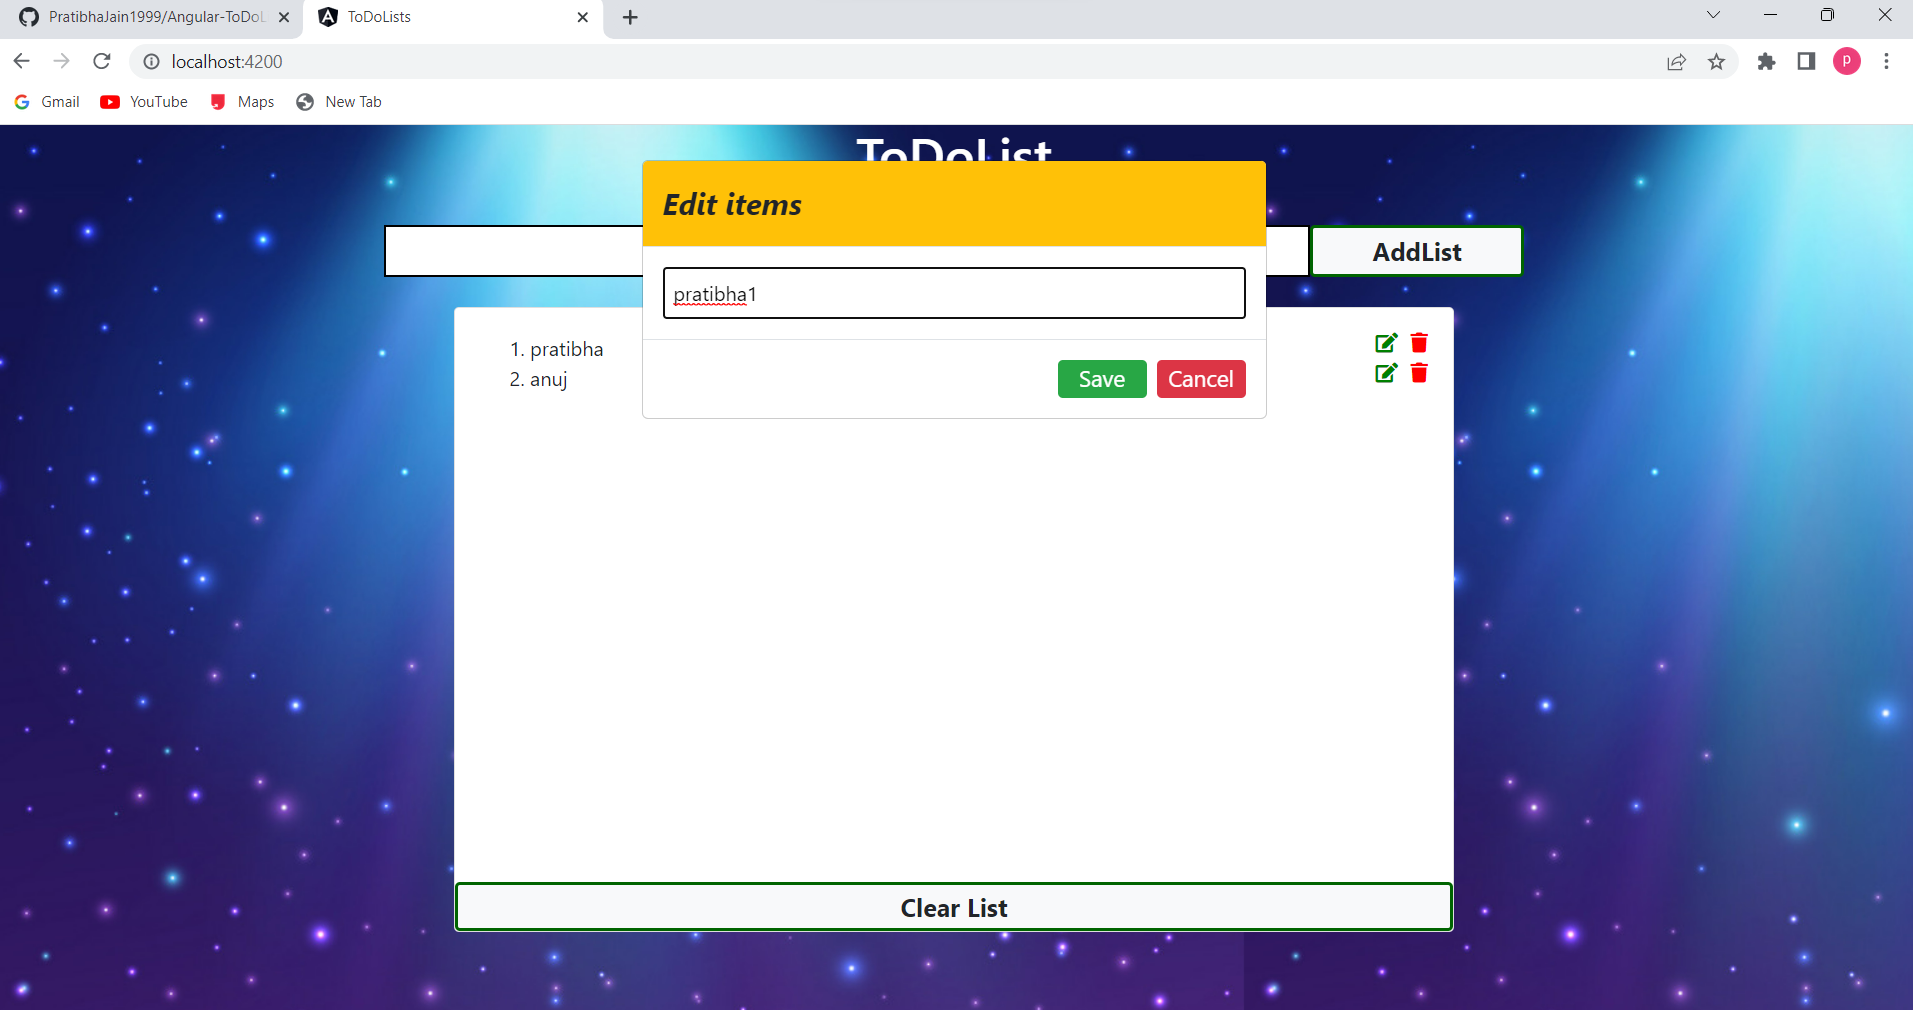 PratibhaJain1999/Angular-ToDoL
ToDoLists
localhost:4200
P
Gmail
YouTube
Maps
New Tab
ToDoList
Edit items
AddList
pratibha1
1. pratibha
2. anuj
Save
Cancel
Clear List